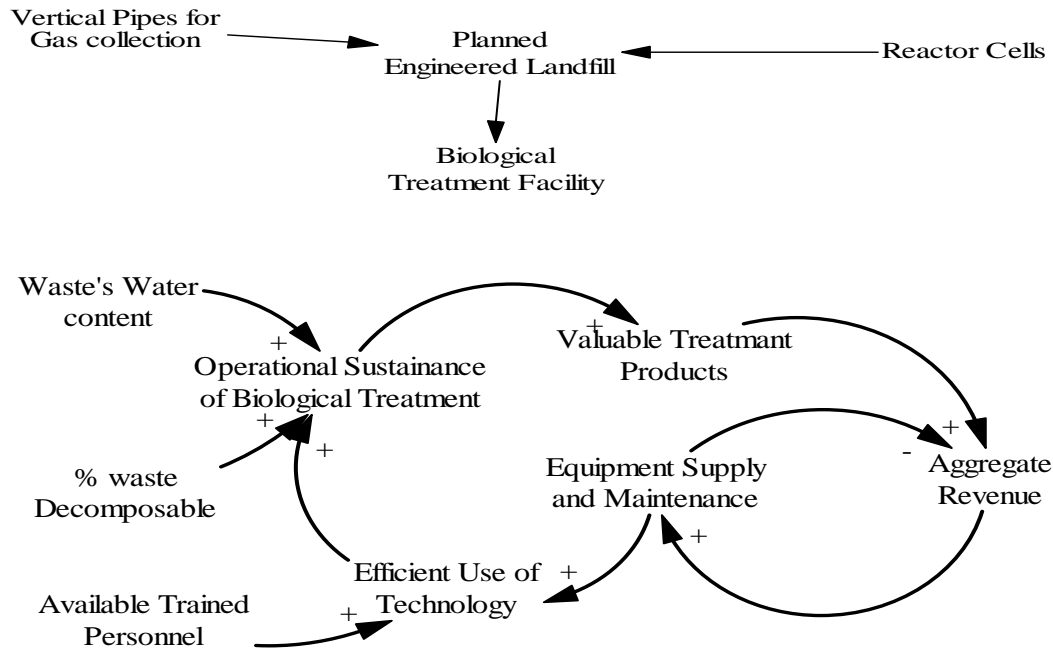 Vertical Pipes for
Gas collection
Planned
Engineered Landfill
Reactor Cells
Biological
Treatment Facility
Waste's Water
content
+
Operational Sustainance
of Biological Treatment
+
Valuable Treatmant
Products
+
+
% waste
Decomposable
Equipment Supply
and Maintenance
+
-
Aggregate
Revenue
+
Efficient Use of
Technology
+
Available Trained
Personnel
+